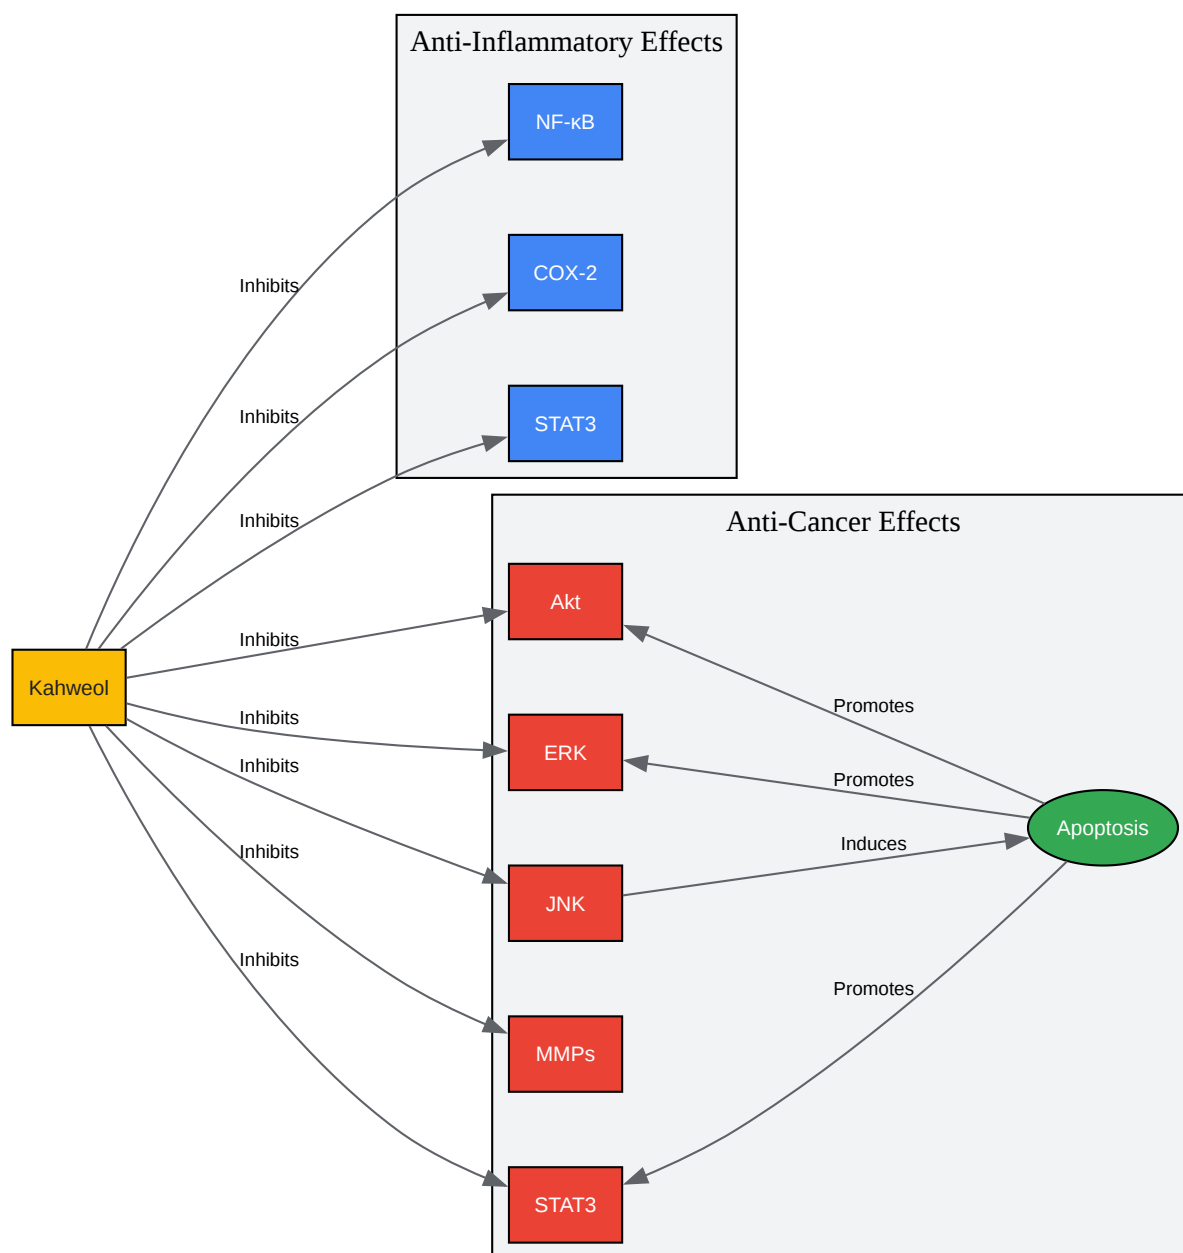 Anti-Inflammatory Effects
NF-κB
Inhibits
COX-2
Inhibits
STAT3
Inhibits
Anti-Cancer Effects
Akt
Inhibits
Kahweol
Promotes
Inhibits
ERK
Inhibits
Promotes
Apoptosis
Induces
Inhibits
JNK
Inhibits
Promotes
MMPs
STAT3